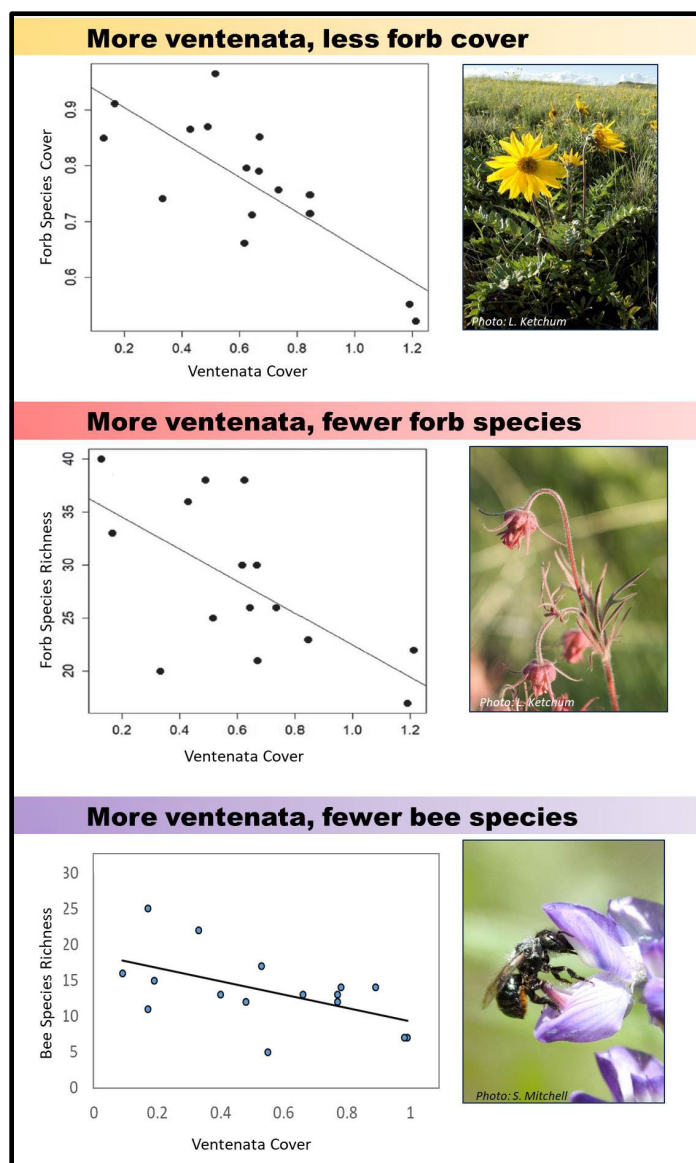 More ventenata, less forb cover
Forb Species Cover
0.9
0.8
0.7
0.6
0.2 0.4 0.6 0.8 1.0 1.2
Ventenata Cover
Photo: L. Ketchum
More ventenata, fewer forb species
Forb Species Richness
40
35
30
25
20
0.2 0.4 0.6 0.8 1.0 1.2
Ventenata Cover
Photo: L. Ketchum
More ventenata, fewer bee species
Bee Species Richness
30
25
20
15
10
5
0
0 0.2 0.4 0.6 0.8 1
Ventenata Cover
Photo: S. Mitchell